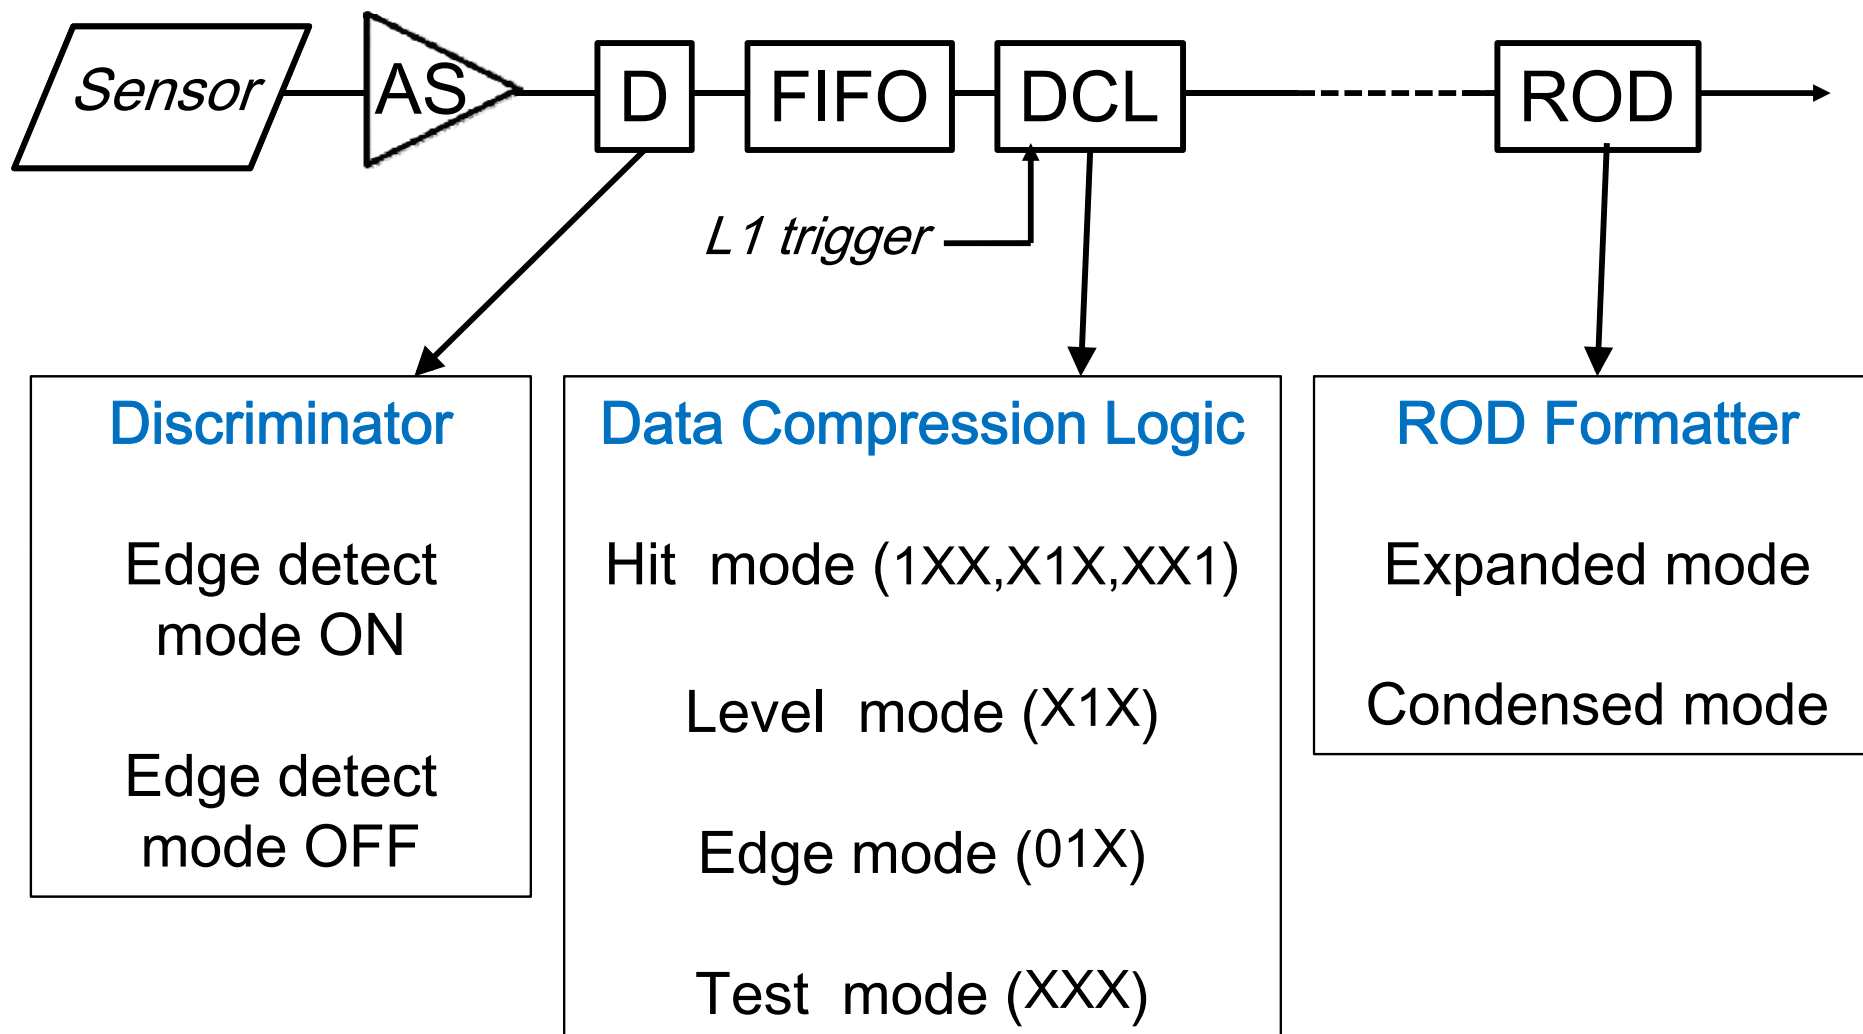 Sensor
AS
D
FIFO
DCL
ROD
L1 trigger
Discriminator
Edge detect
mode ON
Edge detect
mode OFF
Data Compression Logic
Hit mode (1XX,X1X,XX1)
Level mode (X1X)
Edge mode (01X)
Test mode (XXX)
ROD Formatter
Expanded mode
Condensed mode